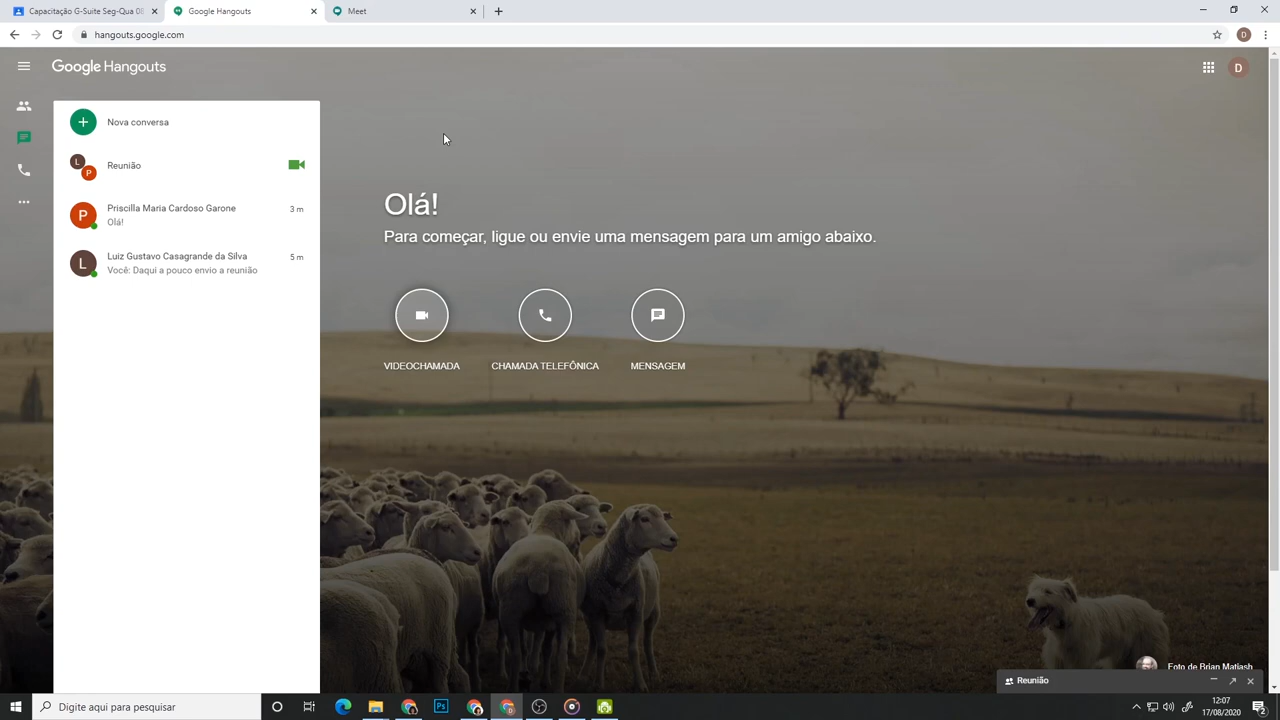 Capacitação G-Suite Seg-Qua 08
Google Hangouts
Meet
hangouts.google.com
D
Google Hangouts
D
Nova conversa
L
P
Reunião
P
Priscilla Maria Cardoso Garone
3 m
Olá!
L
Luiz Gustavo Casagrande da Silva
5 m
Você: Daqui a pouco envio a reunião
Olá!
Para começar, ligue ou envie uma mensagem para um amigo abaixo.
VIDEOCHAMADA
CHAMADA TELEFÔNICA
MENSAGEM
Foto de Brian Matiash
Reunião
Digite aqui para pesquisar
Ps
D
12:07
17/08/2020